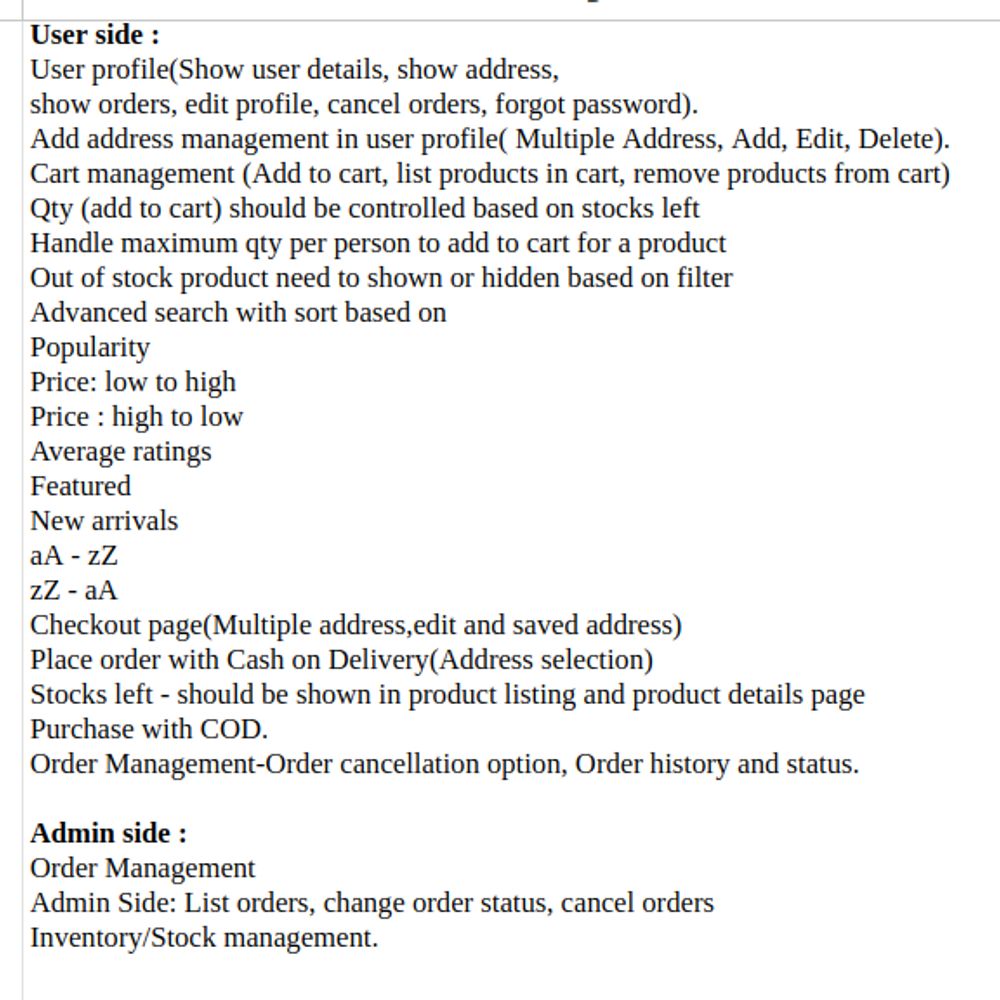 User side :
User profile(Show user details, show address,
show orders, edit profile, cancel orders, forgot password).
Add address management in user profile( Multiple Address, Add, Edit, Delete).
Cart management (Add to cart, list products in cart, remove products from cart)
Qty (add to cart) should be controlled based on stocks left
Handle maximum qty per person to add to cart for a product
Out of stock product need to shown or hidden based on filter
Advanced search with sort based on
Popularity
Price: low to high
Price : high to low
Average ratings
Featured
New arrivals
aA - zZ
zZ - aA
Checkout page(Multiple address,edit and saved address)
Place order with Cash on Delivery(Address selection)
Stocks left - should be shown in product listing and product details page
Purchase with COD.
Order Management-Order cancellation option, Order history and status.
Admin side :
Order Management
Admin Side: List orders, change order status, cancel orders
Inventory/Stock management.